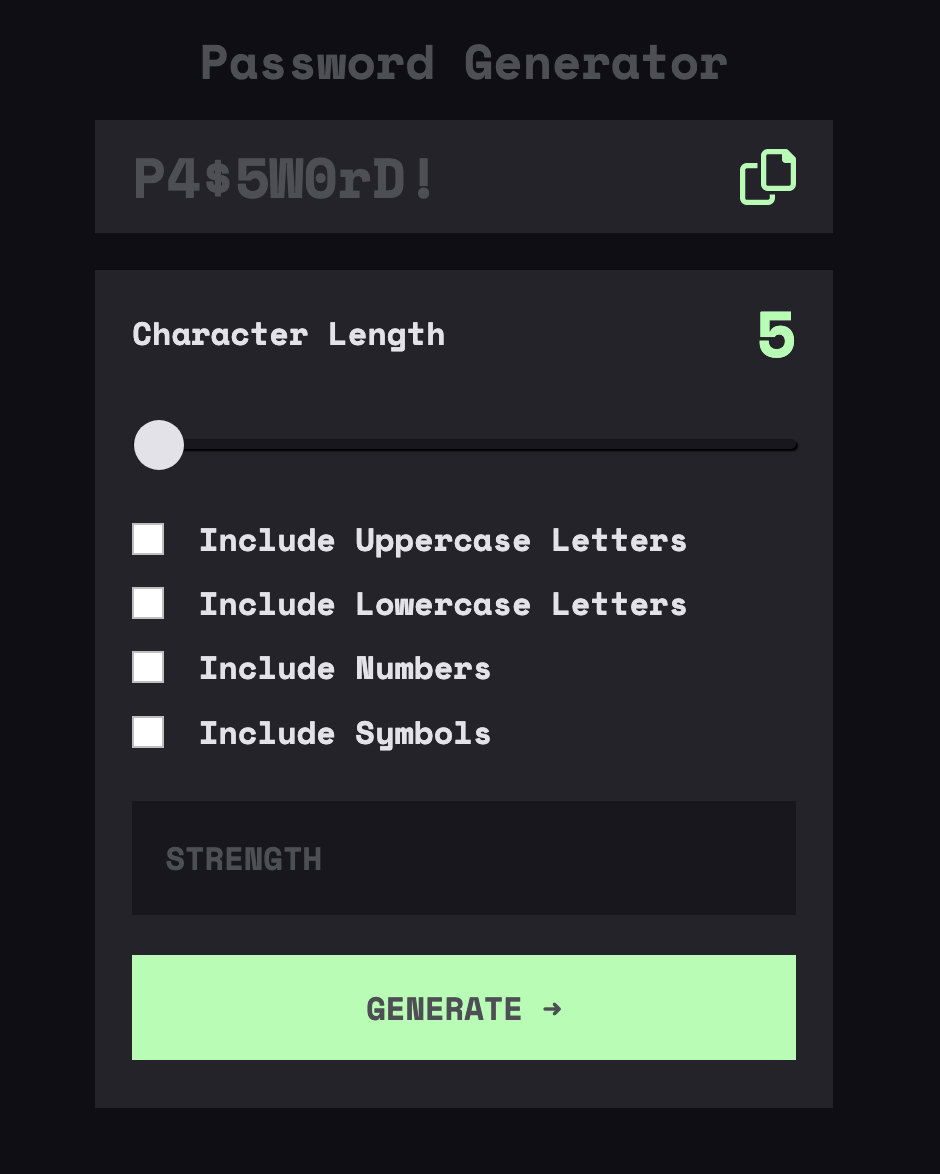 Password Generator
P4$5W0rD!
Character Length
5
Include Uppercase Letters
Include Lowercase Letters
Include Numbers
Include Symbols
STRENGTH
GENERATE →